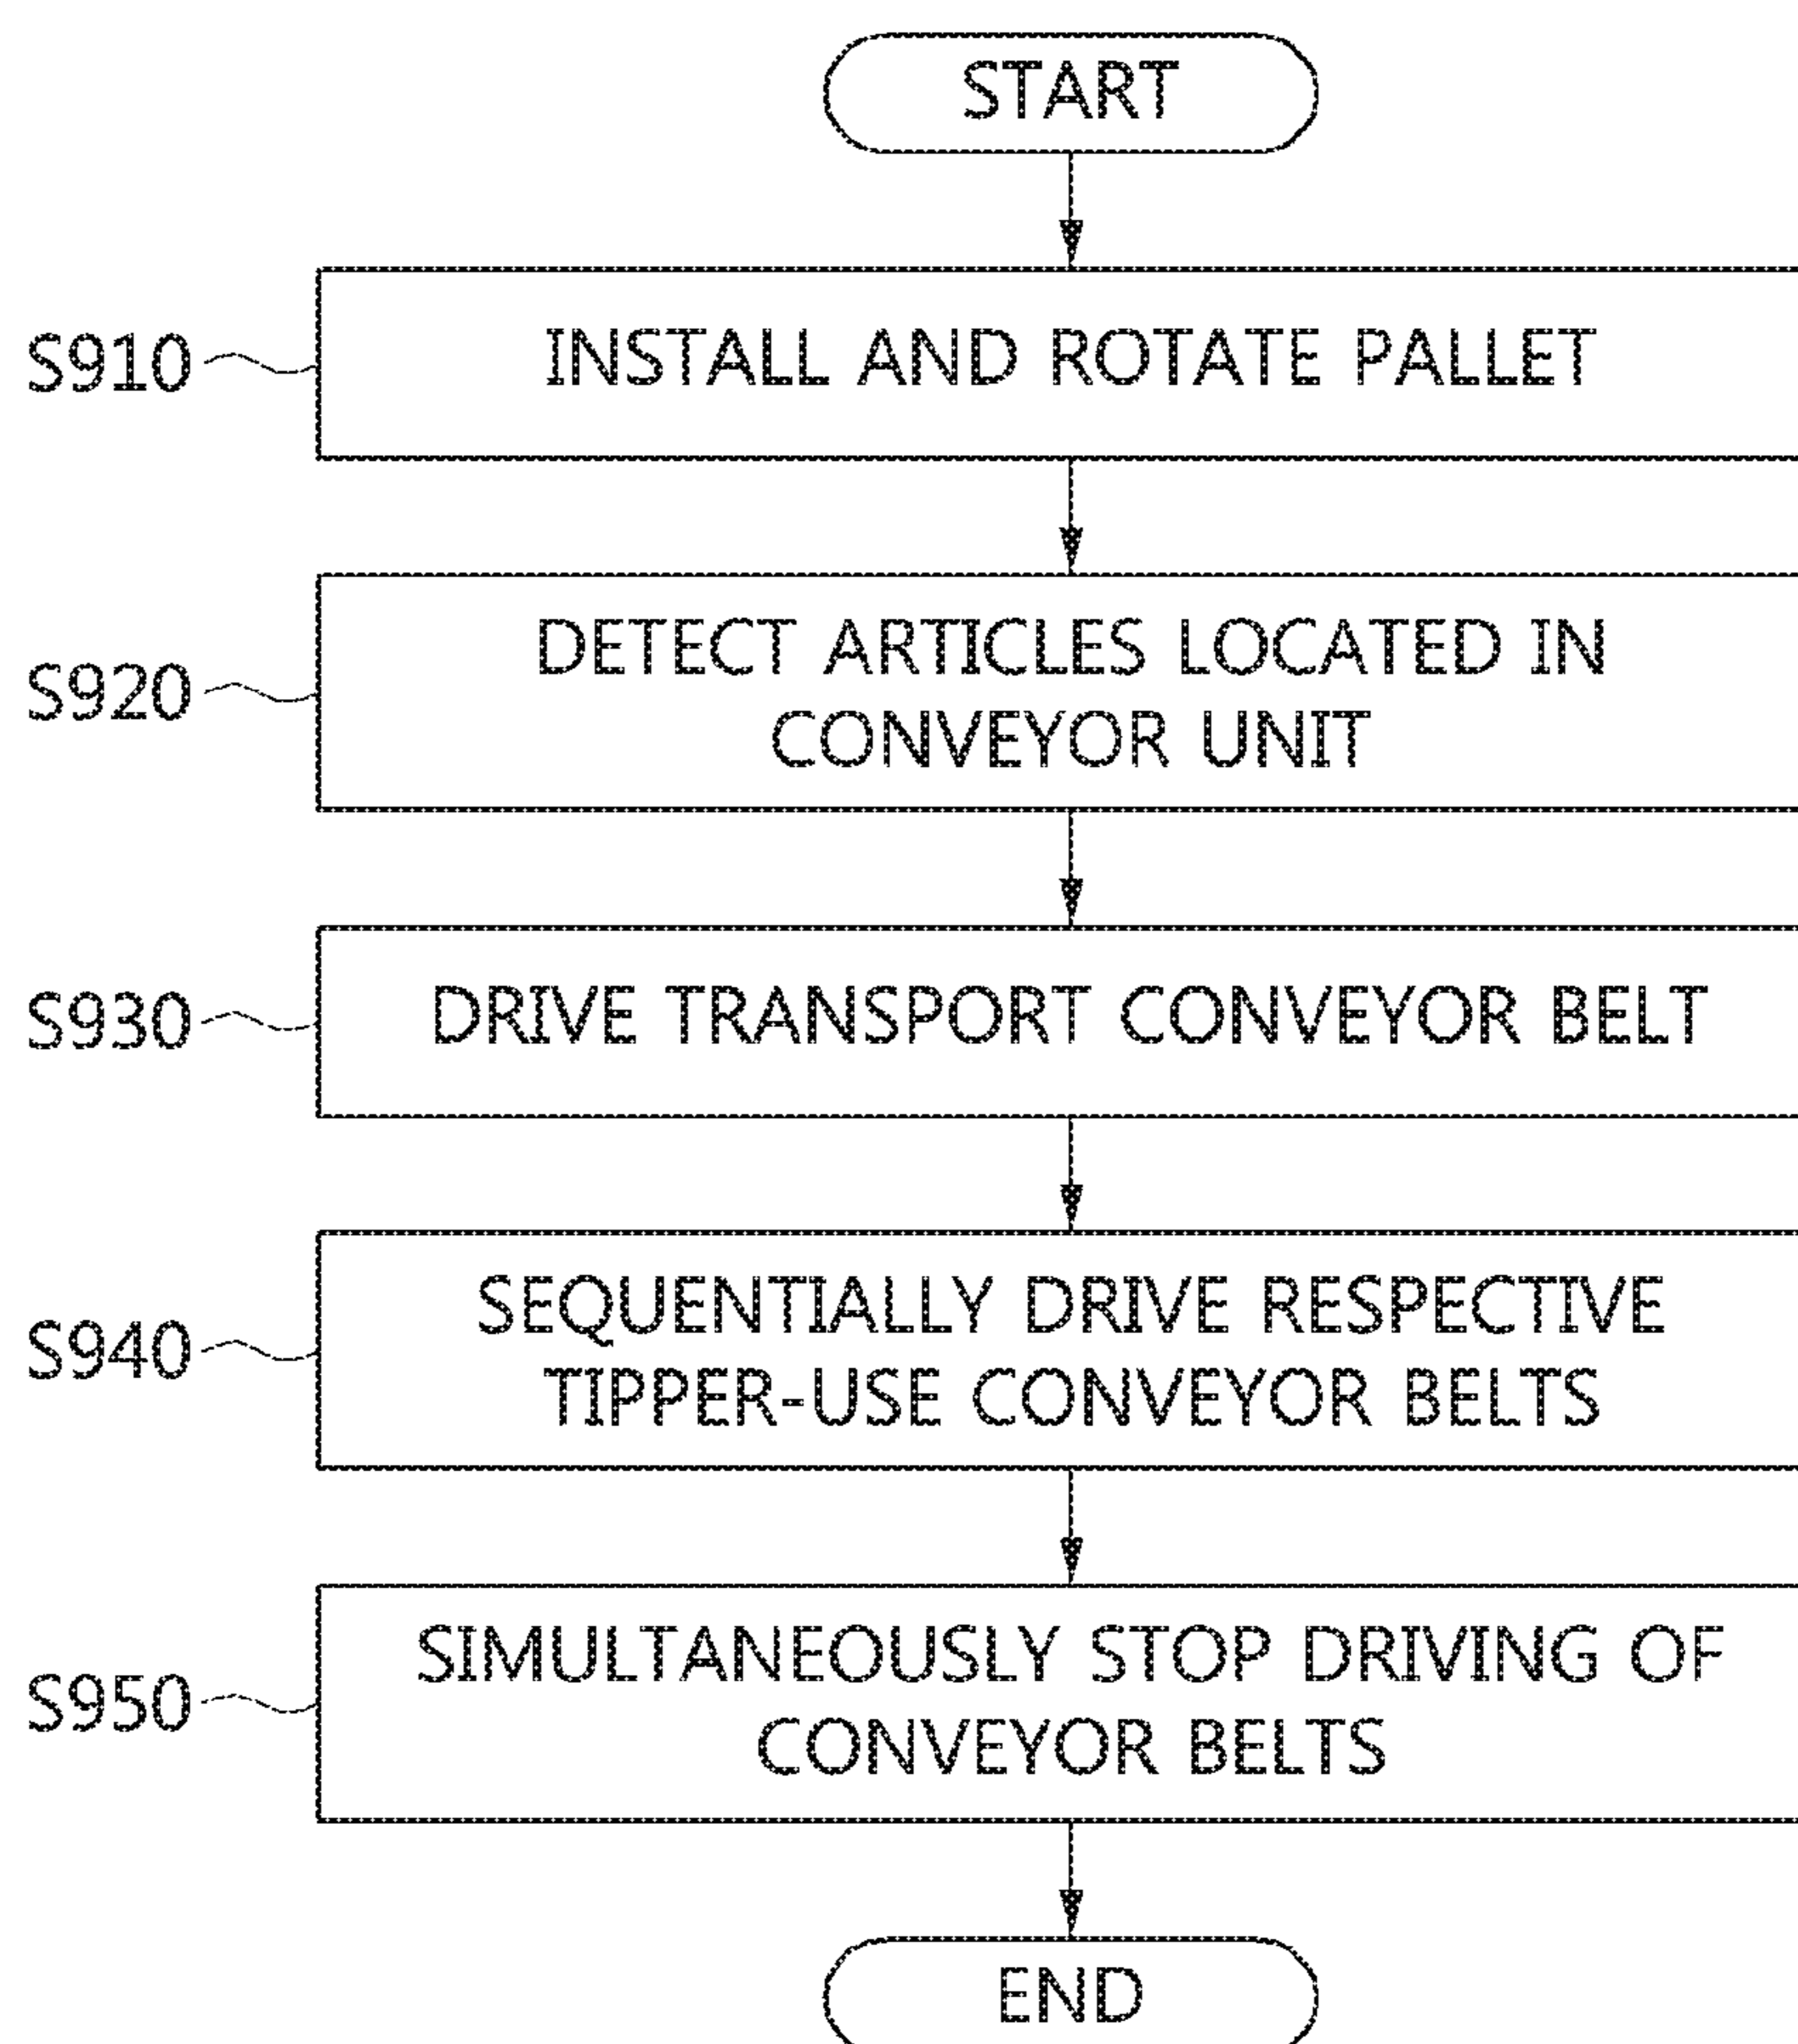 START
S910
INSTALL AND ROTATE PALLET
S920
DETECT ARTICLES LOCATED IN
CONVEYOR UNIT
S930
DRIVE TRANSPORT CONVEYOR BELT
S940
SEQUENTIALLY DRIVE RESPECTIVE
TIPPER-USE CONVEYOR BELTS
S950
SIMULTANEOUSLY STOP DRIVING OF
CONVEYOR BELTS
END